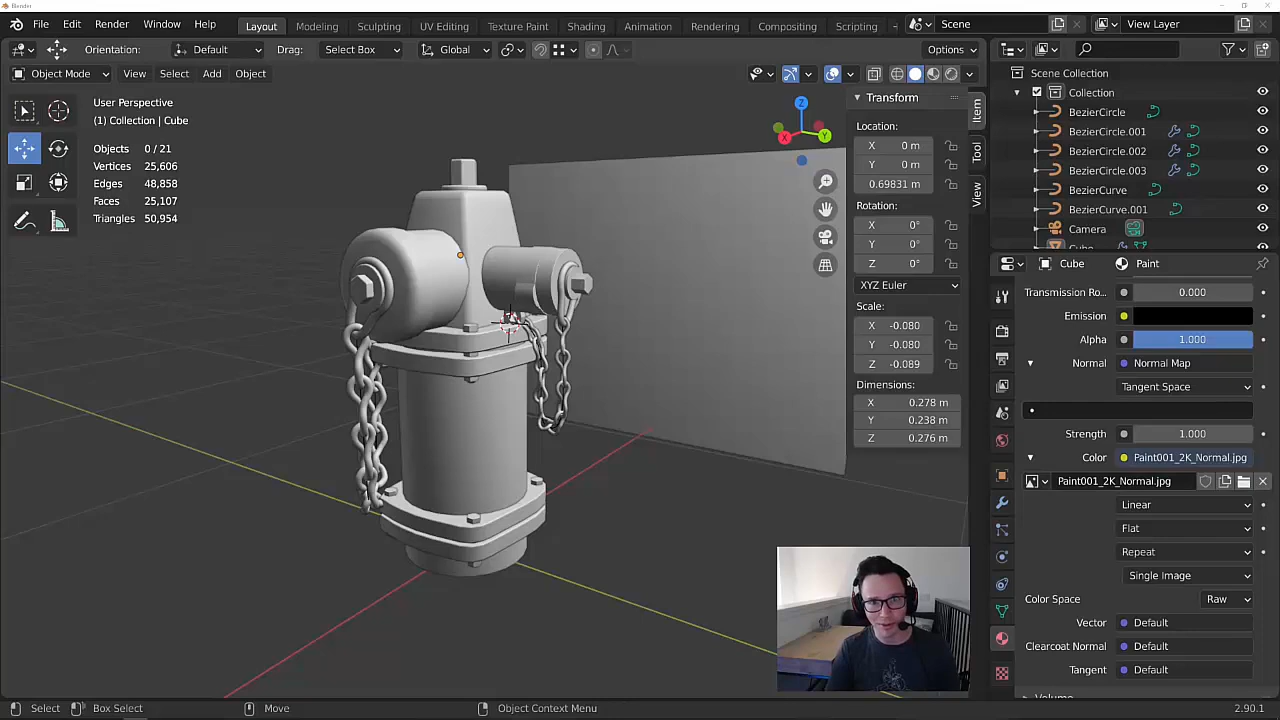 Blender
File Edit Render Window Help Layout Modeling Sculpting UV Editing Texture Paint Shading Animation Rendering Compositing Scripting Scene View Layer
Orientation: Default Drag: Select Box Global Options
Object Mode View Select Add Object
User Perspective
(1) Collection | Cube
Objects 0 / 21
Vertices 25,606
Edges 48,858
Faces 25,107
Triangles 50,954
Z
X
Y
Transform
Location:
X 0 m
Y 0 m
0.69831 m
Rotation:
X 0°
Y 0°
Z 0°
XYZ Euler
Scale:
X -0.080
Y -0.080
Z -0.089
Dimensions:
X 0.278 m
Y 0.238 m
Z 0.276 m
Item
Tool
View
Scene Collection
Collection
BezierCircle
BezierCircle.001
BezierCircle.002
BezierCircle.003
BezierCurve
BezierCurve.001
Camera
Cube
Cube Paint
Transmission Ro... 0.000
Emission
Alpha 1.000
Normal Normal Map
Tangent Space
Strength 1.000
Color Paint001_2K_Normal.jpg
Paint001_2K_Normal.jpg
Linear
Flat
Repeat
Single Image
Color Space Raw
Vector Default
Clearcoat Normal Default
Tangent Default
Volume
Select Box Select Move Object Context Menu 2.90.1